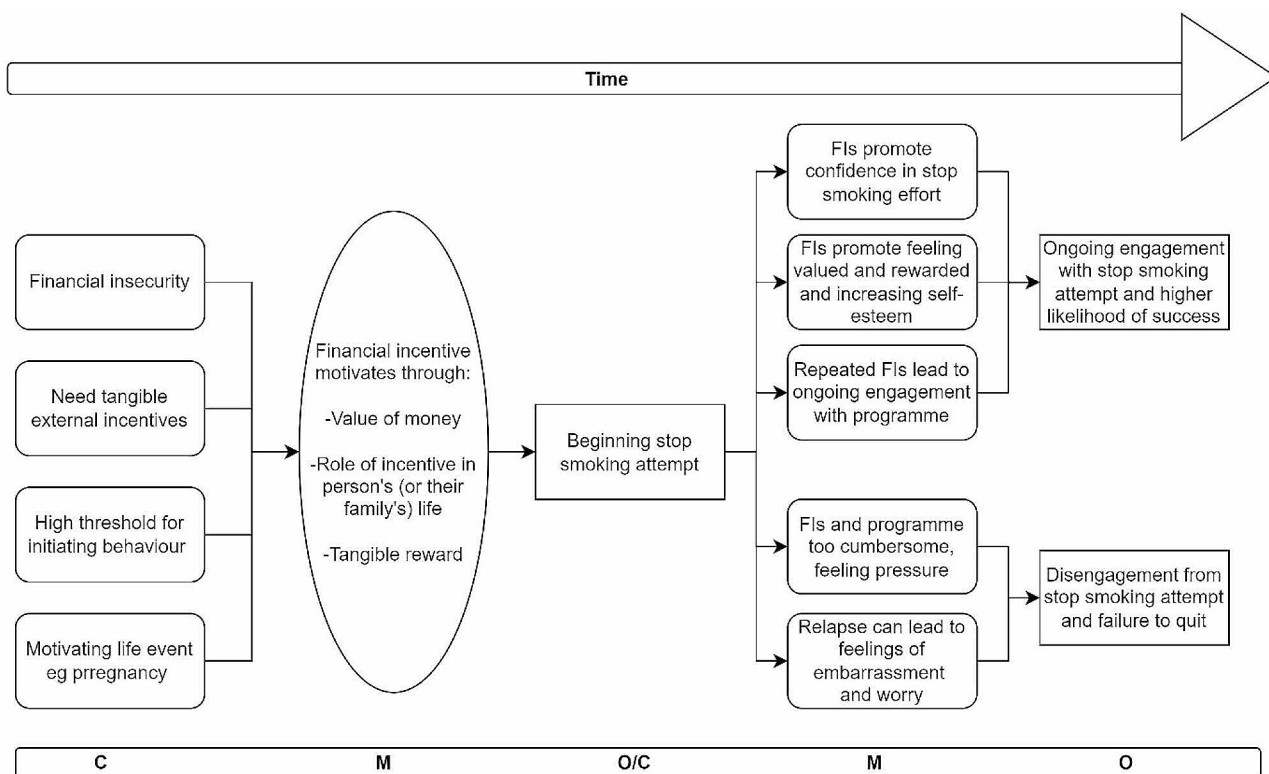 Time
Financial insecurity
Need tangible
external incentives
High threshold for
initiating behaviour
Motivating life event
eg prregnancy
Financial incentive
motivates through:
-Value of money
-Role of incentive in
person's (or their
family's) life
-Tangible reward
Beginning stop
smoking attempt
FIs promote
confidence in stop
smoking effort
FIs promote feeling
valued and rewarded
and increasing self-
esteem
Repeated FIs lead to
ongoing engagement
with programme
FIs and programme
too cumbersome,
feeling pressure
Relapse can lead to
feelings of
embarrassment
and worry
Ongoing engagement
with stop smoking
attempt and higher
likelihood of success
Disengagement from
stop smoking attempt
and failure to quit
C M O/C M O